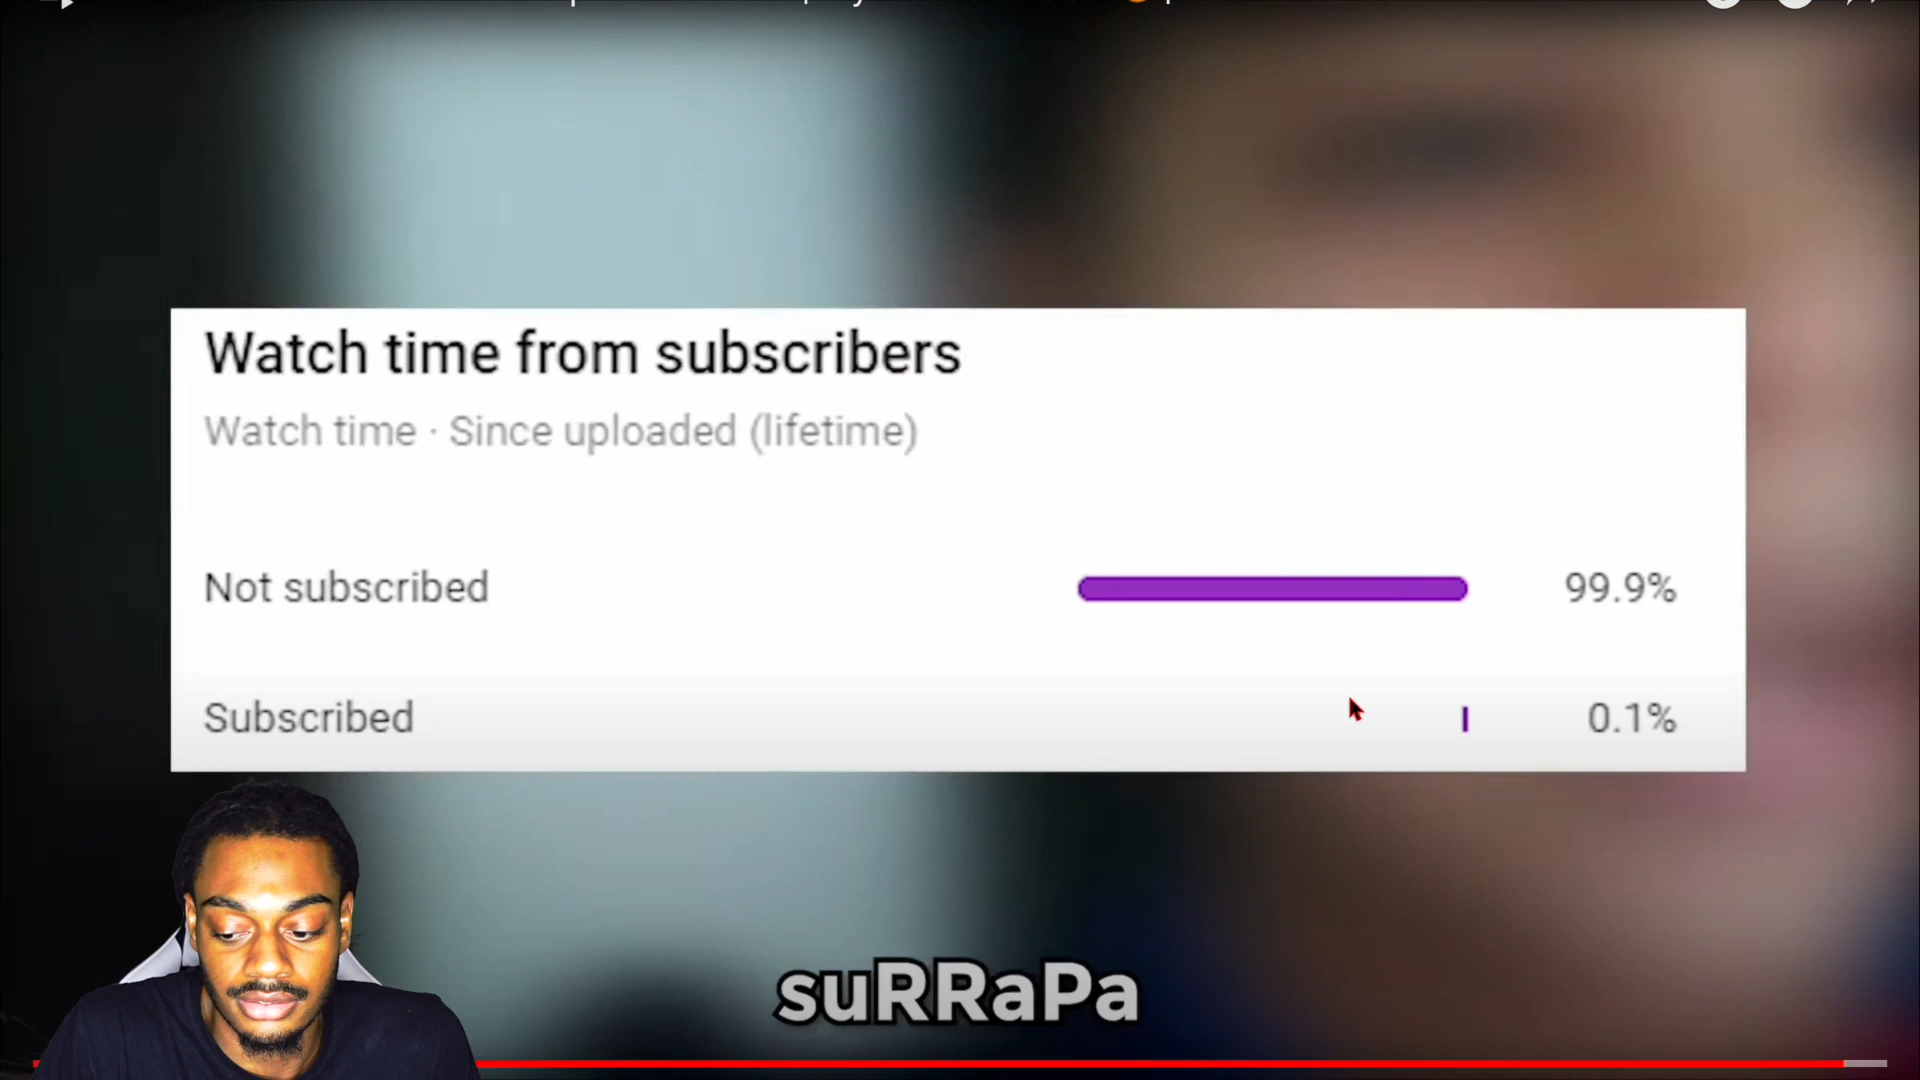 Watch time from subscribers
Watch time · Since uploaded (lifetime)
Not subscribed 99.9%
Subscribed 0.1%
suRRaPa